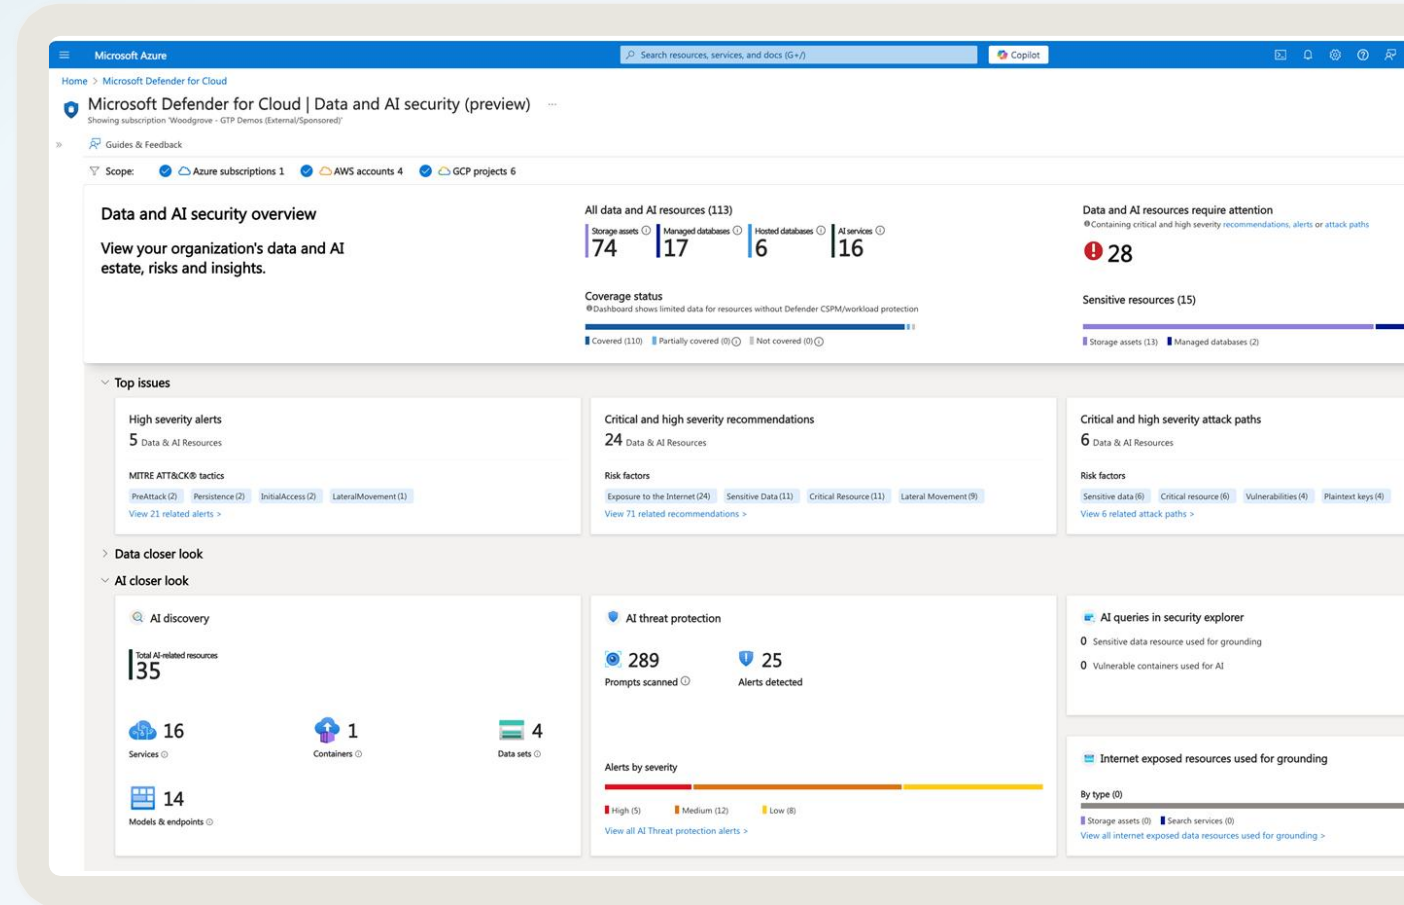 Microsoft Azure
Search resources, services, and docs (G+/)
Copilot
Home > Microsoft Defender for Cloud
Microsoft Defender for Cloud | Data and AI security (preview) ...
Showing subscription 'Woodgrove - GTP Demos (External/Sponsored)'
Guides & Feedback
Scope: Azure subscriptions 1 AWS accounts 4 GCP projects 6
Data and AI security overview
View your organization's data and AI
estate, risks and insights.
All data and AI resources (113)
Storage assets Managed databases Hosted databases AI services
74 17 6 16
Coverage status
Dashboard shows limited data for resources without Defender CSPM/workload protection
Covered (110) Partially covered (0) Not covered (0)
Data and AI resources require attention
Containing critical and high severity recommendations, alerts or attack paths
28
Sensitive resources (15)
Storage assets (13) Managed databases (2)
Top issues
High severity alerts
5 Data & AI Resources
MITRE ATT&CK® tactics
PreAttack (2) Persistence (2) InitialAccess (2) LateralMovement (1)
View 21 related alerts >
Critical and high severity recommendations
24 Data & AI Resources
Risk factors
Exposure to the Internet (24) Sensitive Data (11) Critical Resource (11) Lateral Movement (9)
View 71 related recommendations >
Critical and high severity attack paths
6 Data & AI Resources
Risk factors
Sensitive data (6) Critical resource (6) Vulnerabilities (4) Plaintext keys (4)
View 6 related attack paths >
Data closer look
AI closer look
AI discovery
Total AI-related resources
35
16
Services
1
Containers
4
Data sets
14
Models & endpoints
AI threat protection
289
Prompts scanned
25
Alerts detected
Alerts by severity
High (5) Medium (12) Low (8)
View all AI Threat protection alerts >
AI queries in security explorer
0 Sensitive data resource used for grounding
0 Vulnerable containers used for AI
Internet exposed resources used for grounding
By type (0)
Storage assets (0) Search services (0)
View all internet exposed data resources used for grounding >